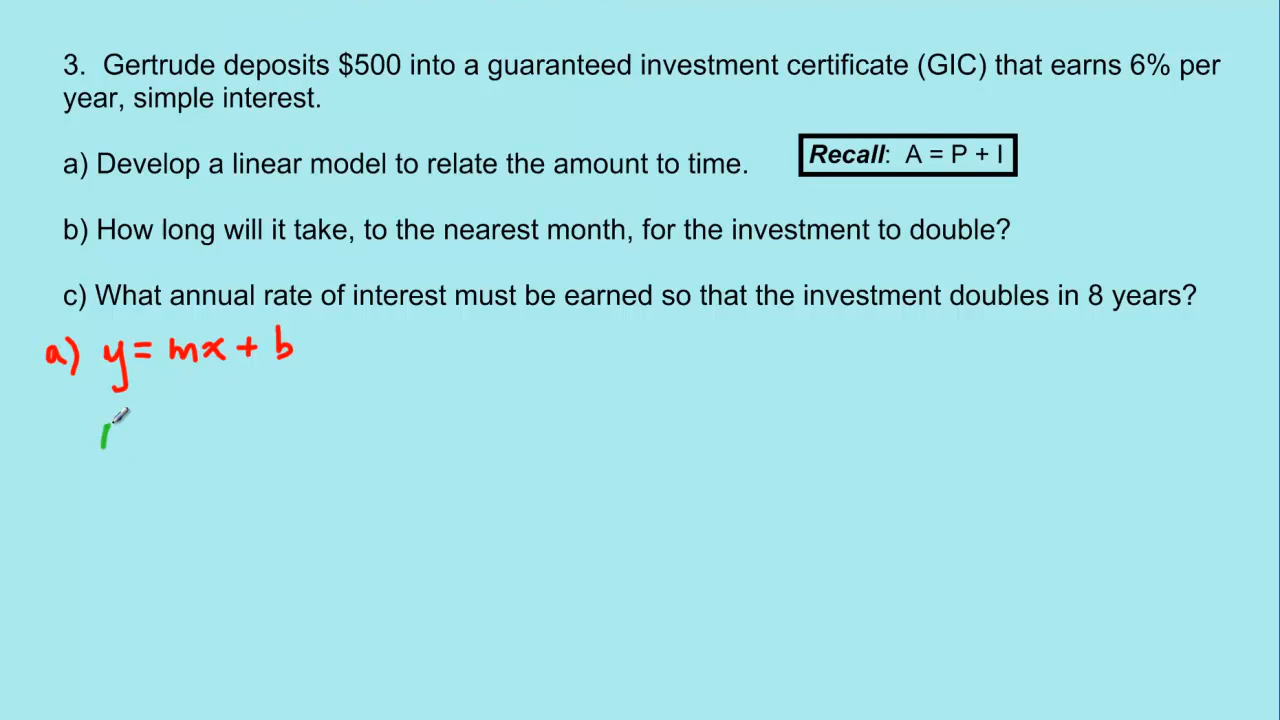 3. Gertrude deposits $500 into a guaranteed investment certificate (GIC) that earns 6% per
year, simple interest.
a) Develop a linear model to relate the amount to time.
Recall: A = P + I
b) How long will it take, to the nearest month, for the investment to double?
c) What annual rate of interest must be earned so that the investment doubles in 8 years?
a) y = mx + b